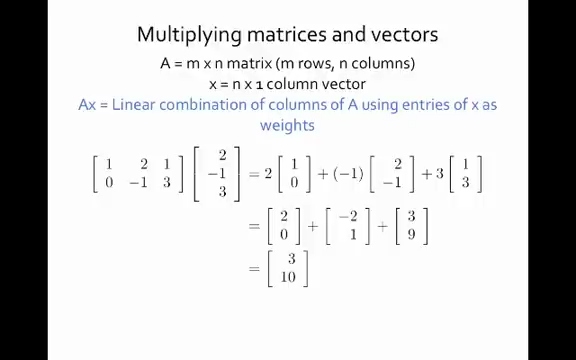 Multiplying matrices and vectors
A = m x n matrix (m rows, n columns)
x = n x 1 column vector
Ax = Linear combination of columns of A using entries of x as
weights
[ 1 2 1 ; 0 −1 3 ] [ 2 ; −1 ; 3 ] = 2 [ 1 ; 0 ] + (−1) [ 2 ; −1 ] + 3 [ 1 ; 3 ]
= [ 2 ; 0 ] + [ −2 ; 1 ] + [ 3 ; 9 ]
= [ 3 ; 10 ]